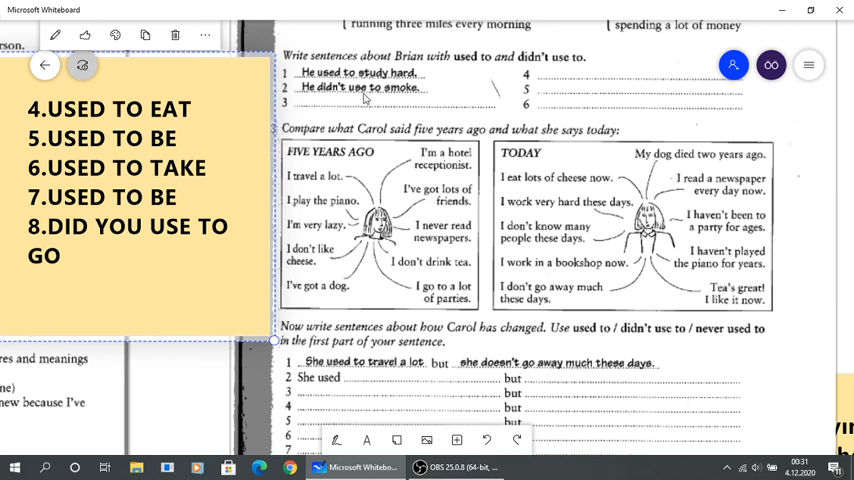 Microsoft Whiteboard
erson.
running three miles every morning
spending a lot of money
4.USED TO EAT
5.USED TO BE
6.USED TO TAKE
7.USED TO BE
8.DID YOU USE TO
GO
res and meanings
me)
new because I've
Write sentences about Brian with used to and didn't use to.
1 He used to study hard.
2 He didn't use to smoke.
3
4
5
6
Compare what Carol said five years ago and what she says today:
FIVE YEARS AGO
I'm a hotel
receptionist.
I travel a lot.
I've got lots of
friends.
I play the piano.
I'm very lazy.
I never read
newspapers.
I don't like
cheese.
I don't drink tea.
I've got a dog.
I go to a lot
of parties.
TODAY
My dog died two years ago.
I eat lots of cheese now.
I read a newspaper
every day now.
I work very hard these days.
I haven't been to
a party for ages.
I don't know many
people these days.
I haven't played
the piano for years.
I work in a bookshop now.
I don't go away much
these days.
Tea's great!
I like it now.
Now write sentences about how Carol has changed. Use used to / didn't use to / never used to
in the first part of your sentence.
1 She used to travel a lot but she doesn't go away much these days.
2 She used but
3 but
4 but
5 but
6
7
Microsoft Whiteboa...
OBS 25.0.8 (64-bit, ...
00:31
4.12.2020